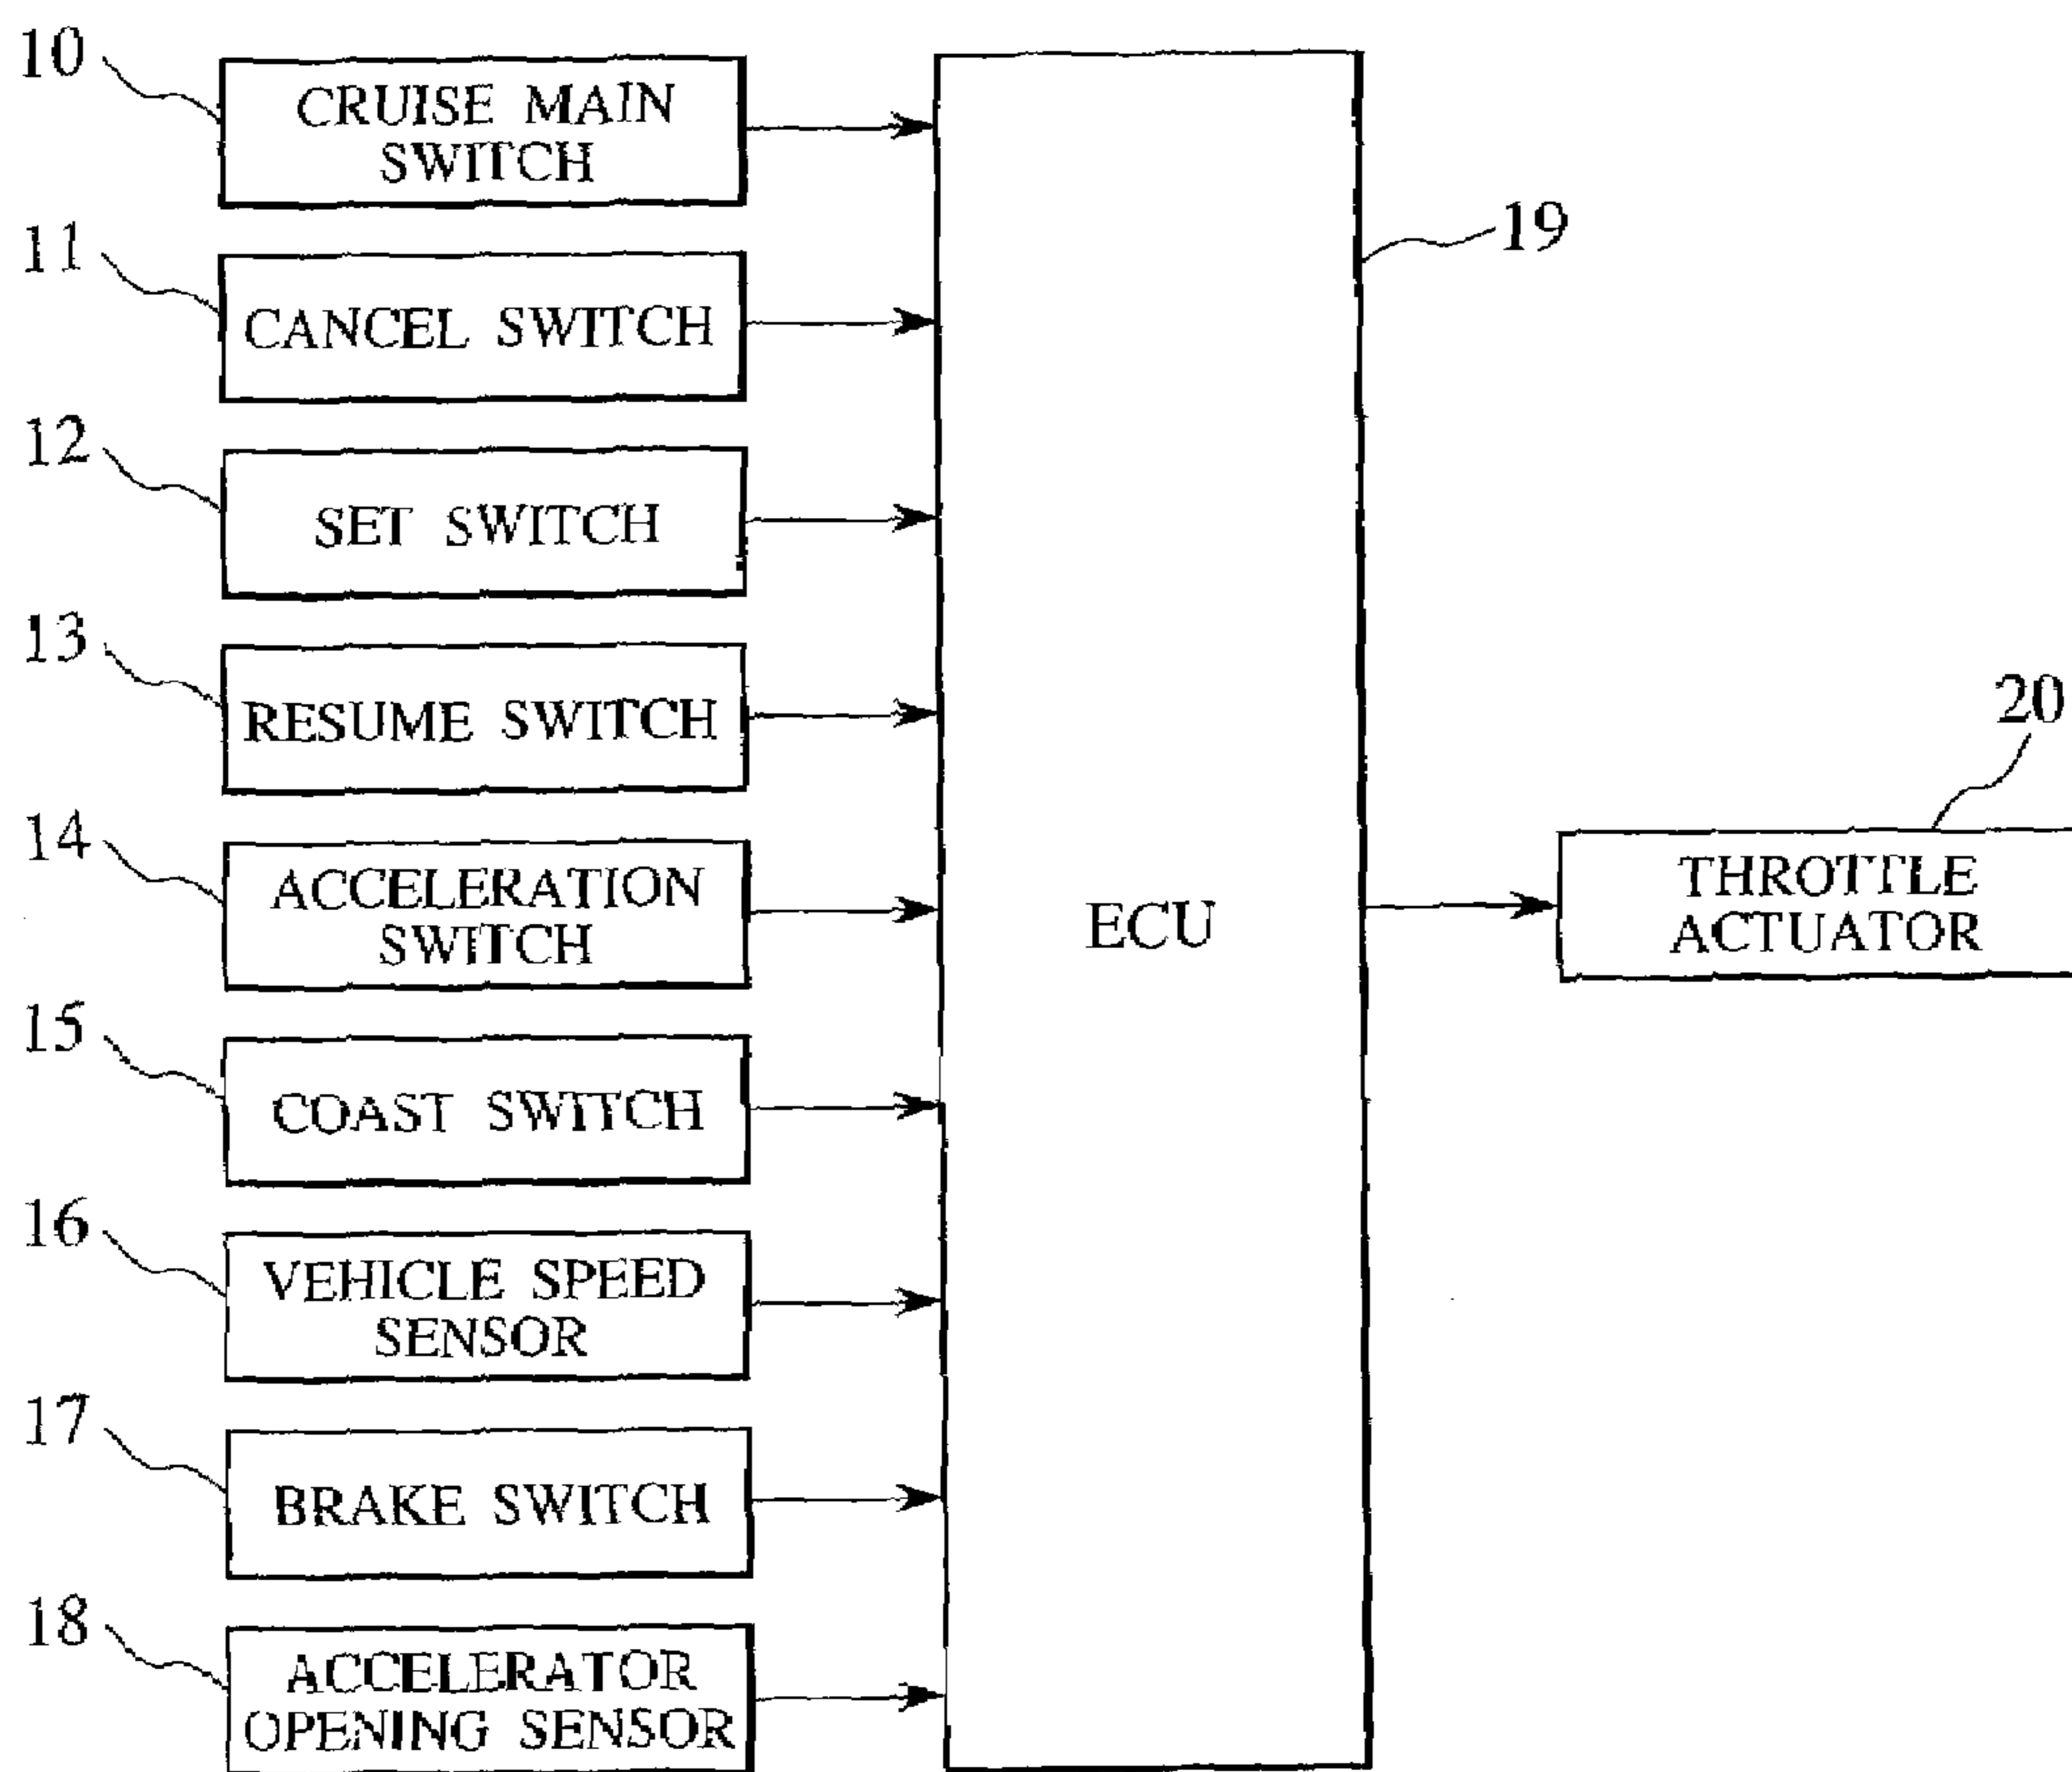 10
CRUISE MAIN
SWITCH
11
CANCEL SWITCH
12
SET SWITCH
13
RESUME SWITCH
14
ACCELERATION
SWITCH
15
COAST SWITCH
16
VEHICLE SPEED
SENSOR
17
BRAKE SWITCH
18
ACCELERATOR
OPENING SENSOR
19
ECU
20
THROTTLE
ACTUATOR